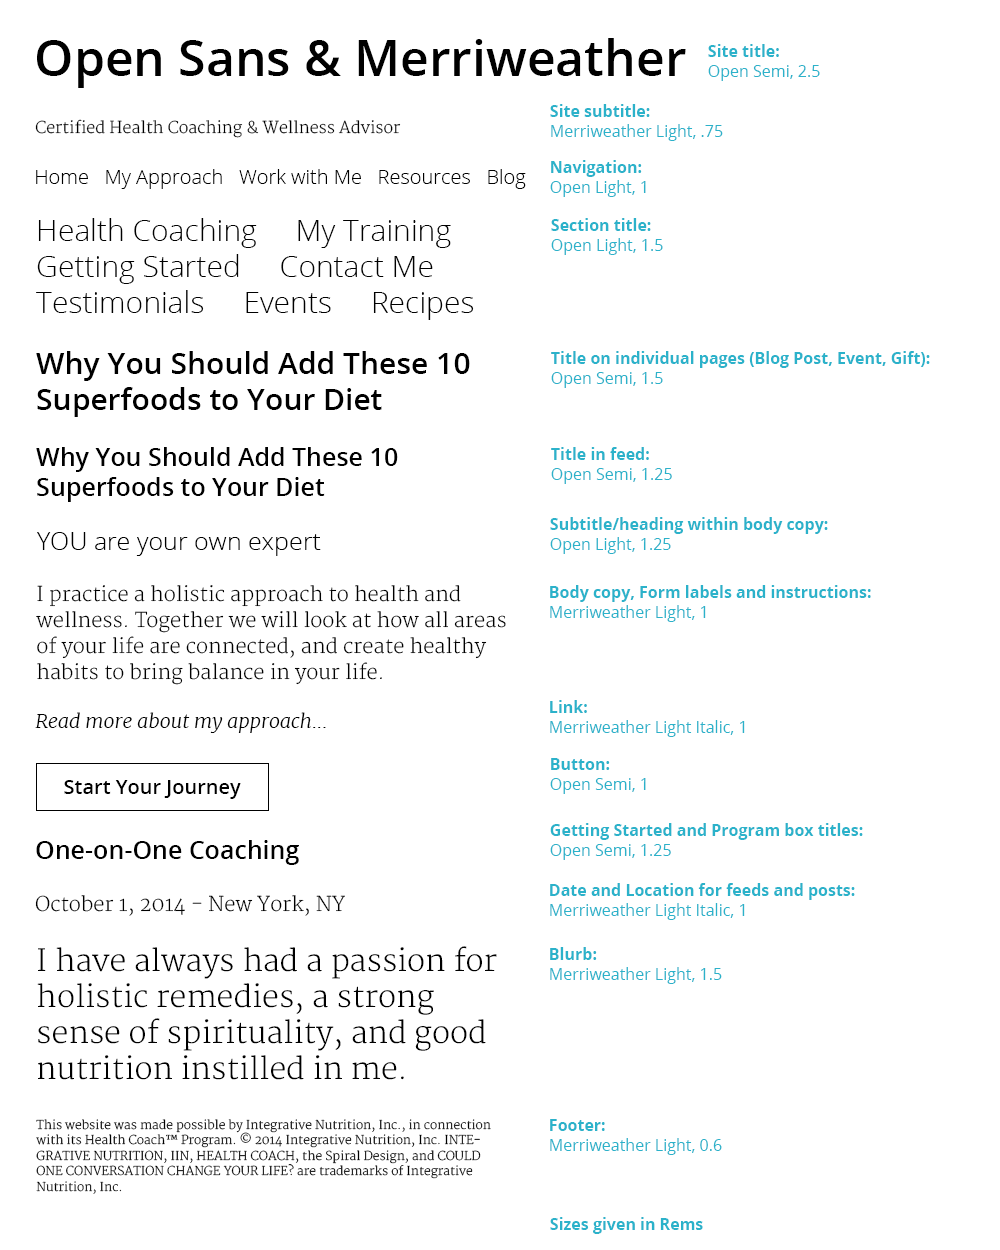 Open Sans & Merriweather
Site title:
Open Semi, 2.5
Certified Health Coaching & Wellness Advisor
Site subtitle:
Merriweather Light, .75
Home My Approach Work with Me Resources Blog
Navigation:
Open Light, 1
Health Coaching My Training
Getting Started Contact Me
Testimonials Events Recipes
Section title:
Open Light, 1.5
Why You Should Add These 10
Superfoods to Your Diet
Title on individual pages (Blog Post, Event, Gift):
Open Semi, 1.5
Why You Should Add These 10
Superfoods to Your Diet
Title in feed:
Open Semi, 1.25
YOU are your own expert
Subtitle/heading within body copy:
Open Light, 1.25
I practice a holistic approach to health and
wellness. Together we will look at how all areas
of your life are connected, and create healthy
habits to bring balance in your life.
Body copy, Form labels and instructions:
Merriweather Light, 1
Read more about my approach...
Link:
Merriweather Light Italic, 1
Start Your Journey
Button:
Open Semi, 1
One-on-One Coaching
Getting Started and Program box titles:
Open Semi, 1.25
October 1, 2014 - New York, NY
Date and Location for feeds and posts:
Merriweather Light Italic, 1
I have always had a passion for
holistic remedies, a strong
sense of spirituality, and good
nutrition instilled in me.
Blurb:
Merriweather Light, 1.5
This website was made possible by Integrative Nutrition, Inc., in connection
with its Health Coach™ Program. © 2014 Integrative Nutrition, Inc. INTE-
GRATIVE NUTRITION, IIN, HEALTH COACH, the Spiral Design, and COULD
ONE CONVERSATION CHANGE YOUR LIFE? are trademarks of Integrative
Nutrition, Inc.
Footer:
Merriweather Light, 0.6
Sizes given in Rems